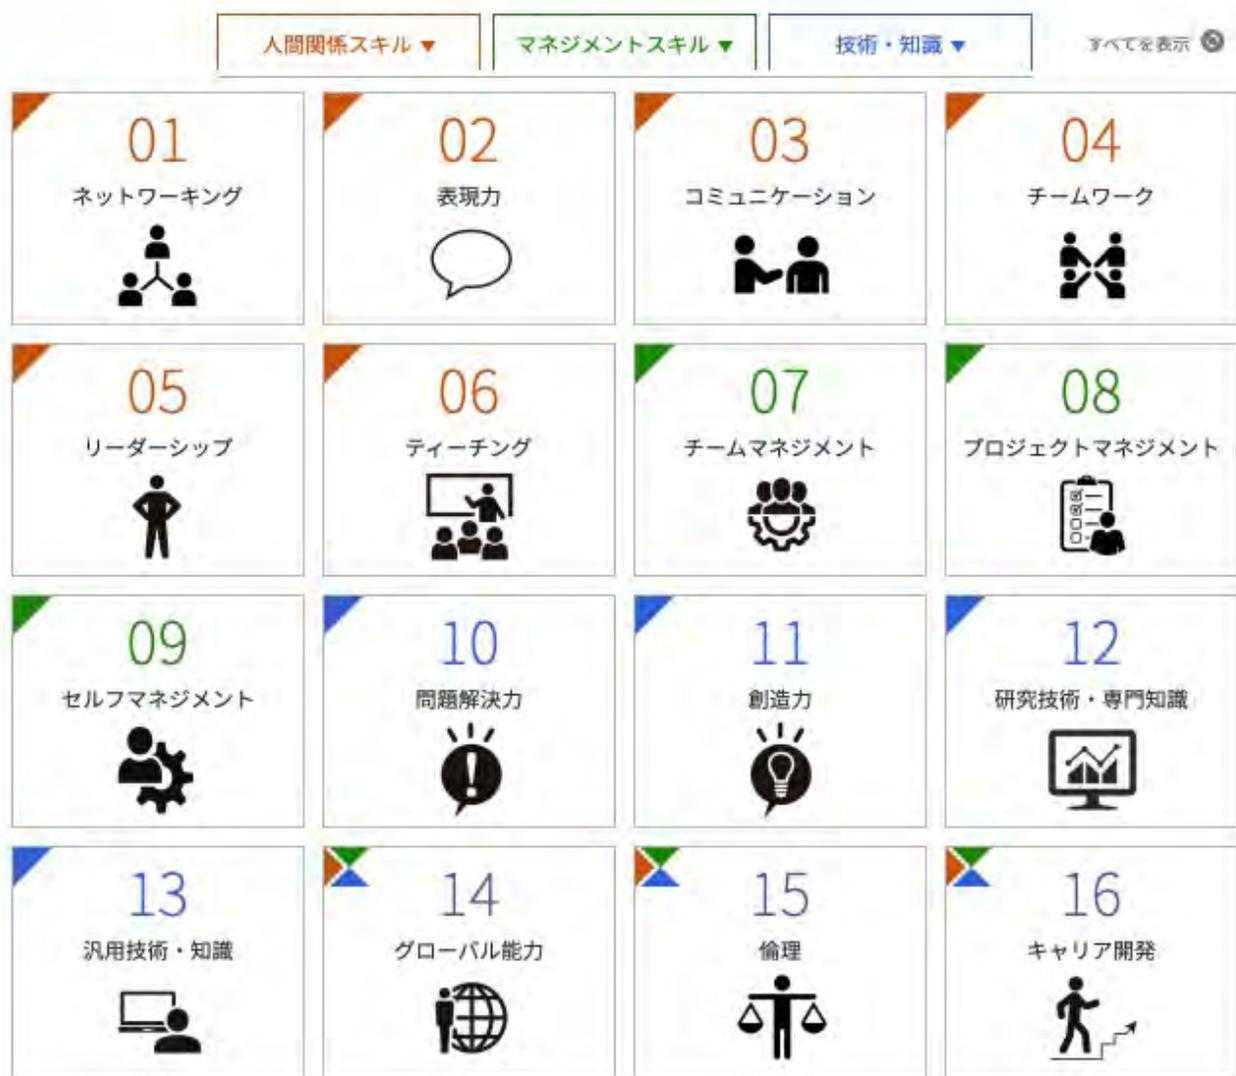 人間関係スキル ▼
マネジメントスキル ▼
技術・知識 ▼
すべてを表示
01
ネットワーキング
02
表現力
03
コミュニケーション
04
チームワーク
05
リーダーシップ
06
ティーチング
07
チームマネジメント
08
プロジェクトマネジメント
09
セルフマネジメント
10
問題解決力
11
創造力
12
研究技術・専門知識
13
汎用技術・知識
14
グローバル能力
15
倫理
16
キャリア開発